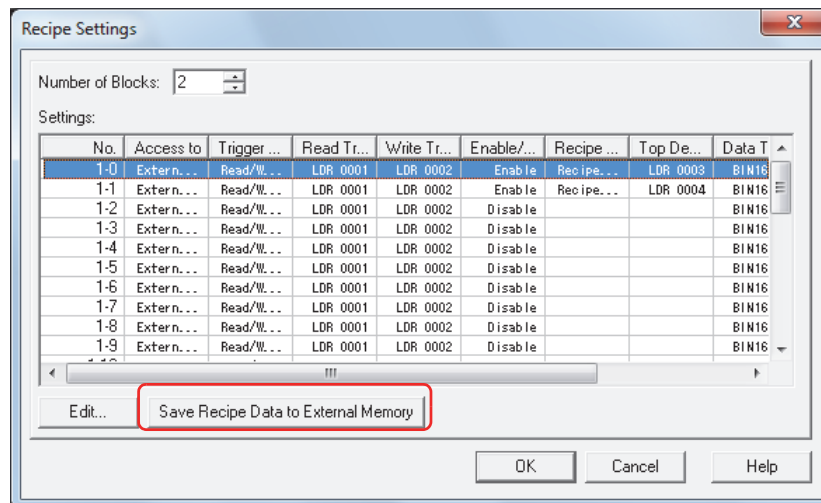 Recipe Settings
Number of Blocks: 2
Settings:
No. Access to Trigger ... Read Tr... Write Tr... Enable/... Recipe ... Top De... Data T
1-0 Extern... Read/W... LDR 0001 LDR 0002 Enable Recipe... LDR 0003 BIN16
1-1 Extern... Read/W... LDR 0001 LDR 0002 Enable Recipe... LDR 0004 BIN16
1-2 Extern... Read/W... LDR 0001 LDR 0002 Disable BIN16
1-3 Extern... Read/W... LDR 0001 LDR 0002 Disable BIN16
1-4 Extern... Read/W... LDR 0001 LDR 0002 Disable BIN16
1-5 Extern... Read/W... LDR 0001 LDR 0002 Disable BIN16
1-6 Extern... Read/W... LDR 0001 LDR 0002 Disable BIN16
1-7 Extern... Read/W... LDR 0001 LDR 0002 Disable BIN16
1-8 Extern... Read/W... LDR 0001 LDR 0002 Disable BIN16
1-9 Extern... Read/W... LDR 0001 LDR 0002 Disable BIN16
Edit... Save Recipe Data to External Memory
OK Cancel Help